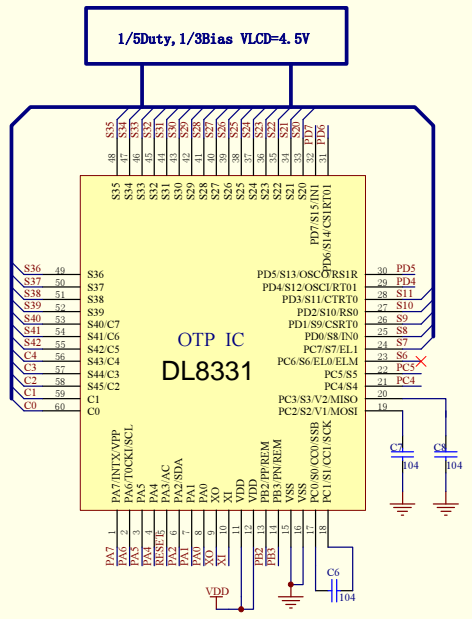 1/5Duty,1/3Bias VLCD=4.5V
S35 S34 S33 S32 S31 S30 S29 S28 S27 S26 S25 S24 S23 S22 S21 S20 PD7 PD6
48 47 46 45 44 43 42 41 40 39 38 37 36 35 34 33 32 31
S35 S34 S33 S32 S31 S30 S29 S28 S27 S26 S25 S24 S23 S22 S21 S20 PD7/S15/IN1 PD6/S14/CS1RT01
S36 49 S36 PD5/S13/OSCO/RS1R 30 PD5
S37 50 S37 PD4/S12/OSCI/RT01 29 PD4
S38 51 S38 PD3/S11/CTRT0 28 S11
S39 52 S39 PD2/S10/RS0 27 S10
S40 53 S40/C7 PD1/S9/CSRT0 26 S9
S41 54 S41/C6 PD0/S8/IN0 25 S8
S42 55 S42/C5 PC7/S7/EL1 24 S7
C4 56 S43/C4 PC6/S6/EL0/ELM 23 S6
C3 57 S44/C3 PC5/S5 22 PC5
C2 58 S45/C2 PC4/S4 21 PC4
C1 59 C1 PC3/S3/V2/MISO 20
C0 60 C0 PC2/S2/V1/MOSI 19
OTP IC
DL8331
C7 104 C8 104
PA7/INTX/VPP PA6/T0CKI/SCL PA5 PA4 PA3/AC PA2/SDA PA1 PA0 XO XI VDD VDD PB2/PP/REM PB3/PN/REM VSS VSS PC0/S0/CC0/SSB PC1/S1/CC1/SCK
1 2 3 4 5 6 7 8 9 10 11 12 13 14 15 16 17 18
PA7 PA6 PA5 PA4 RESET PA2 PA1 PA0 XO XI PB2 PB3
C6
104
VDD